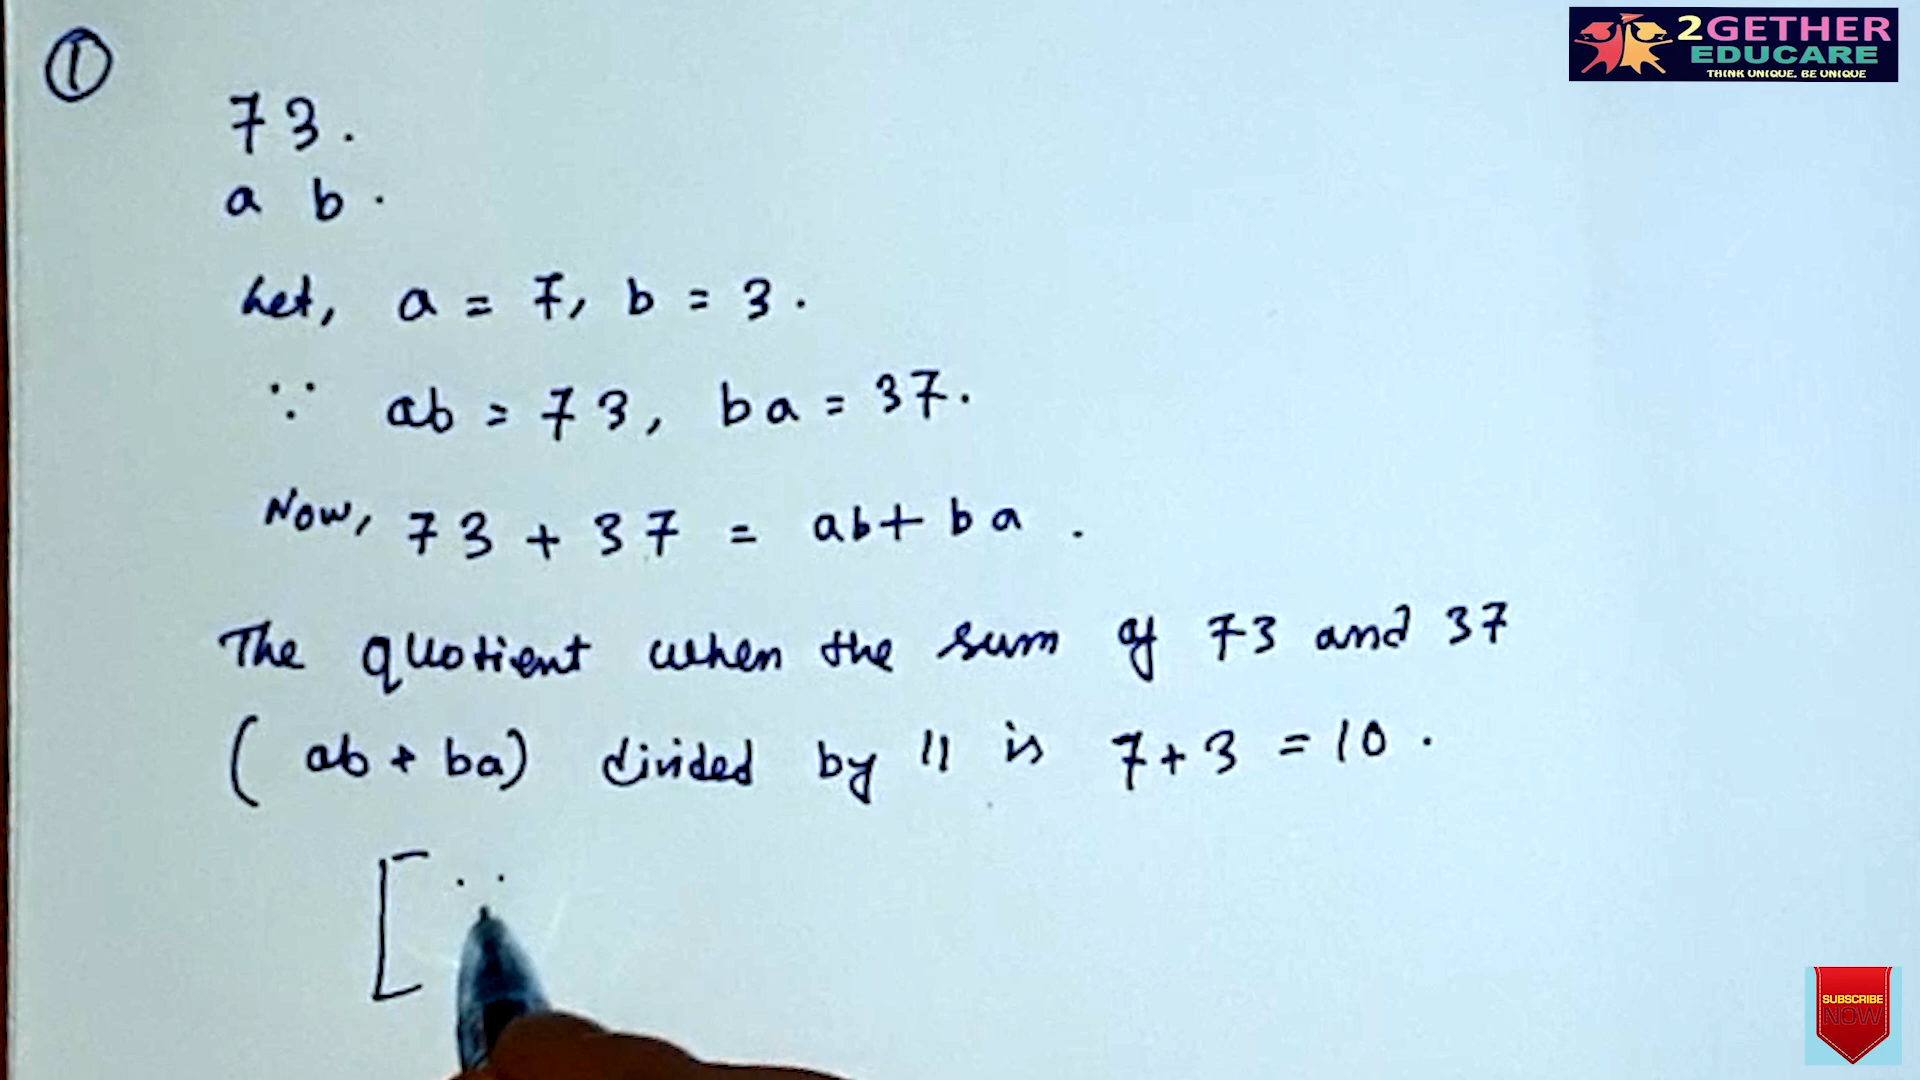 ①
2GETHER
EDUCARE
THINK UNIQUE. BE UNIQUE
73.
a b.
Let, a = 7, b = 3.
∵ ab = 73, ba = 37.
Now, 73 + 37 = ab + ba .
The quotient when the sum of 73 and 37
(ab + ba) divided by 11 is 7+3 = 10.
[ ∵
SUBSCRIBE
NOW